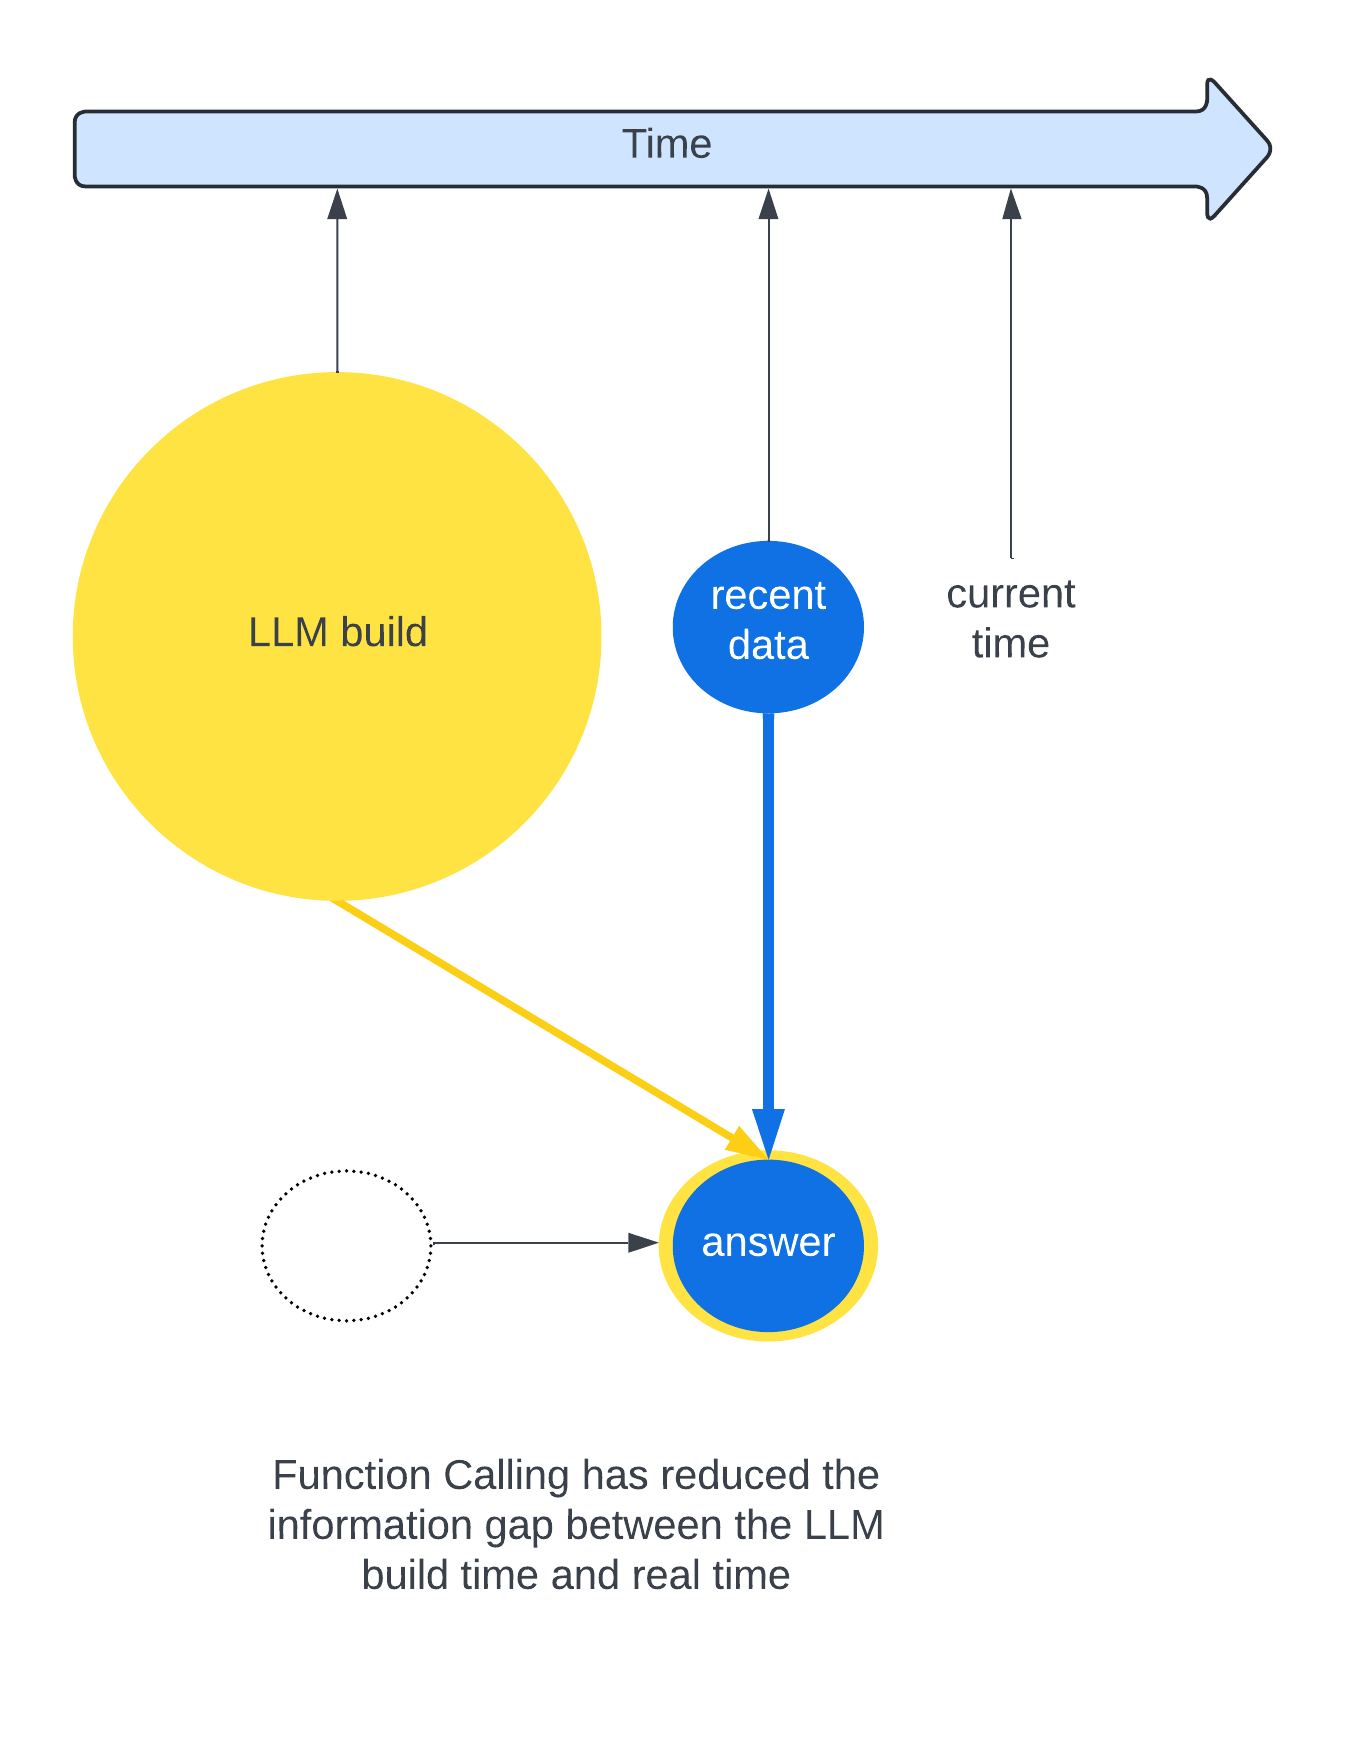 Time
LLM build
recent
data
current
time
answer
Function Calling has reduced the
information gap between the LLM
build time and real time